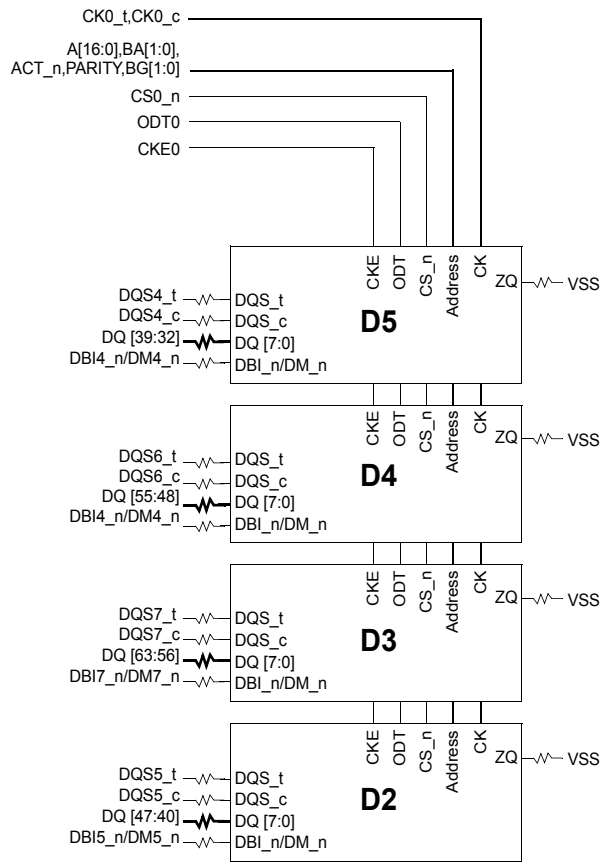 CK0_t,CK0_c
A[16:0],BA[1:0],
ACT_n,PARITY,BG[1:0]
CS0_n
ODT0
CKE0
CKE
ODT
CS_n
Address
CK
ZQ
VSS
D5
DQS4_t
DQS_t
DQS4_c
DQS_c
DQ [39:32]
DQ [7:0]
DBI4_n/DM4_n
DBI_n/DM_n
CKE
ODT
CS_n
Address
CK
ZQ
VSS
D4
DQS6_t
DQS_t
DQS6_c
DQS_c
DQ [55:48]
DQ [7:0]
DBI4_n/DM4_n
DBI_n/DM_n
CKE
ODT
CS_n
Address
CK
ZQ
VSS
D3
DQS7_t
DQS_t
DQS7_c
DQS_c
DQ [63:56]
DQ [7:0]
DBI7_n/DM7_n
DBI_n/DM_n
CKE
ODT
CS_n
Address
CK
ZQ
VSS
D2
DQS5_t
DQS_t
DQS5_c
DQS_c
DQ [47:40]
DQ [7:0]
DBI5_n/DM5_n
DBI_n/DM_n